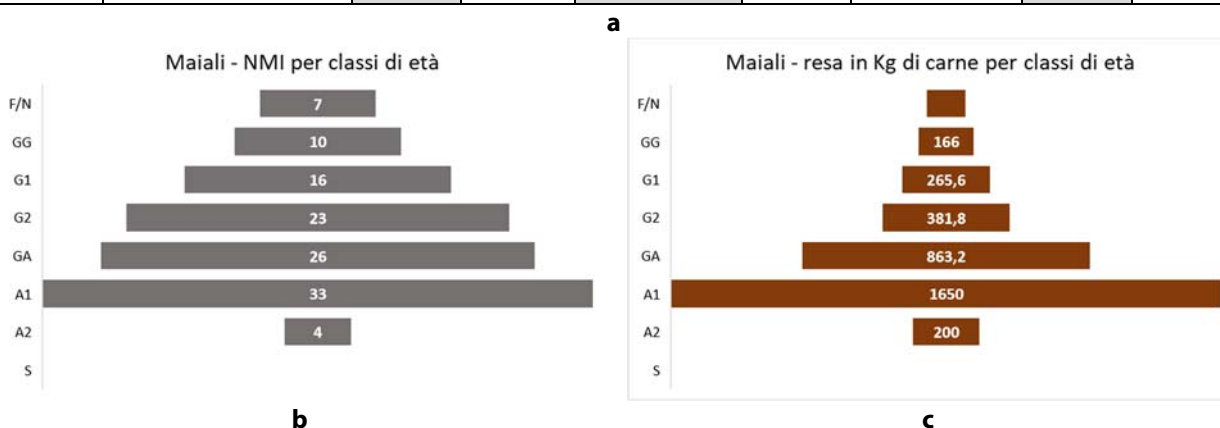 a
Maiali - NMI per classi di età
F/N 7
GG 10
G1 16
G2 23
GA 26
A1 33
A2 4
S
b
Maiali - resa in Kg di carne per classi di età
F/N
GG 166
G1 265,6
G2 381,8
GA 863,2
A1 1650
A2 200
S
c